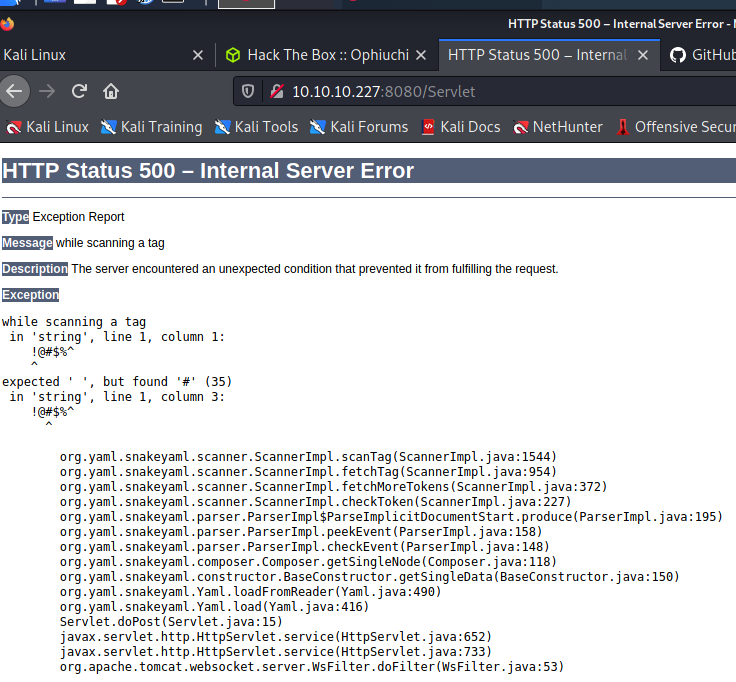 HTTP Status 500 – Internal Server Error -
Kali Linux
Hack The Box :: Ophiuchi
HTTP Status 500 – Internal
GitHub
10.10.10.227:8080/Servlet
Kali Linux
Kali Training
Kali Tools
Kali Forums
Kali Docs
NetHunter
Offensive Secur
HTTP Status 500 – Internal Server Error
Type Exception Report
Message while scanning a tag
Description The server encountered an unexpected condition that prevented it from fulfilling the request.
Exception
while scanning a tag
 in 'string', line 1, column 1:
    !@#$%^
    ^
expected ' ', but found '#' (35)
 in 'string', line 1, column 3:
    !@#$%^
      ^
org.yaml.snakeyaml.scanner.ScannerImpl.scanTag(ScannerImpl.java:1544)
org.yaml.snakeyaml.scanner.ScannerImpl.fetchTag(ScannerImpl.java:954)
org.yaml.snakeyaml.scanner.ScannerImpl.fetchMoreTokens(ScannerImpl.java:372)
org.yaml.snakeyaml.scanner.ScannerImpl.checkToken(ScannerImpl.java:227)
org.yaml.snakeyaml.parser.ParserImpl$ParseImplicitDocumentStart.produce(ParserImpl.java:195)
org.yaml.snakeyaml.parser.ParserImpl.peekEvent(ParserImpl.java:158)
org.yaml.snakeyaml.parser.ParserImpl.checkEvent(ParserImpl.java:148)
org.yaml.snakeyaml.composer.Composer.getSingleNode(Composer.java:118)
org.yaml.snakeyaml.constructor.BaseConstructor.getSingleData(BaseConstructor.java:150)
org.yaml.snakeyaml.Yaml.loadFromReader(Yaml.java:490)
org.yaml.snakeyaml.Yaml.load(Yaml.java:416)
Servlet.doPost(Servlet.java:15)
javax.servlet.http.HttpServlet.service(HttpServlet.java:652)
javax.servlet.http.HttpServlet.service(HttpServlet.java:733)
org.apache.tomcat.websocket.server.WsFilter.doFilter(WsFilter.java:53)